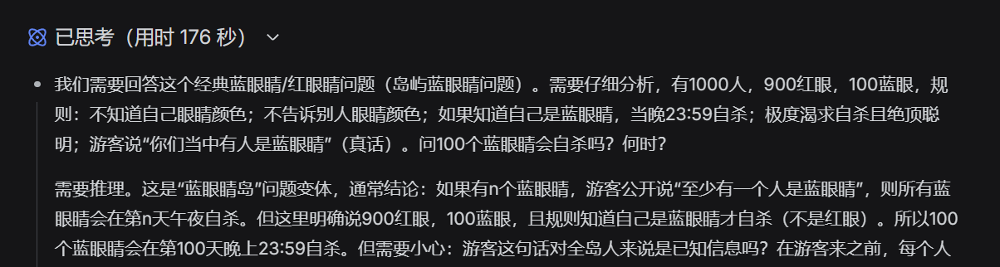 已思考（用时 176 秒）
我们需要回答这个经典蓝眼睛/红眼睛问题（岛屿蓝眼睛问题）。需要仔细分析，有1000人，900红眼，100蓝眼，规
则：不知道自己眼睛颜色；不告诉别人眼睛颜色；如果知道自己是蓝眼睛，当晚23:59自杀；极度渴求自杀且绝顶聪
明；游客说“你们当中有人是蓝眼睛”（真话）。问100个蓝眼睛会自杀吗？何时？
需要推理。这是“蓝眼睛岛”问题变体，通常结论：如果有n个蓝眼睛，游客公开说“至少有一个人是蓝眼睛”，则所有蓝
眼睛会在第n天午夜自杀。但这里明确说900红眼，100蓝眼，且规则知道自己是蓝眼睛才自杀（不是红眼）。所以100
个蓝眼睛会在第100天晚上23:59自杀。但需要小心：游客这句话对全岛人来说是已知信息吗？在游客来之前，每个人